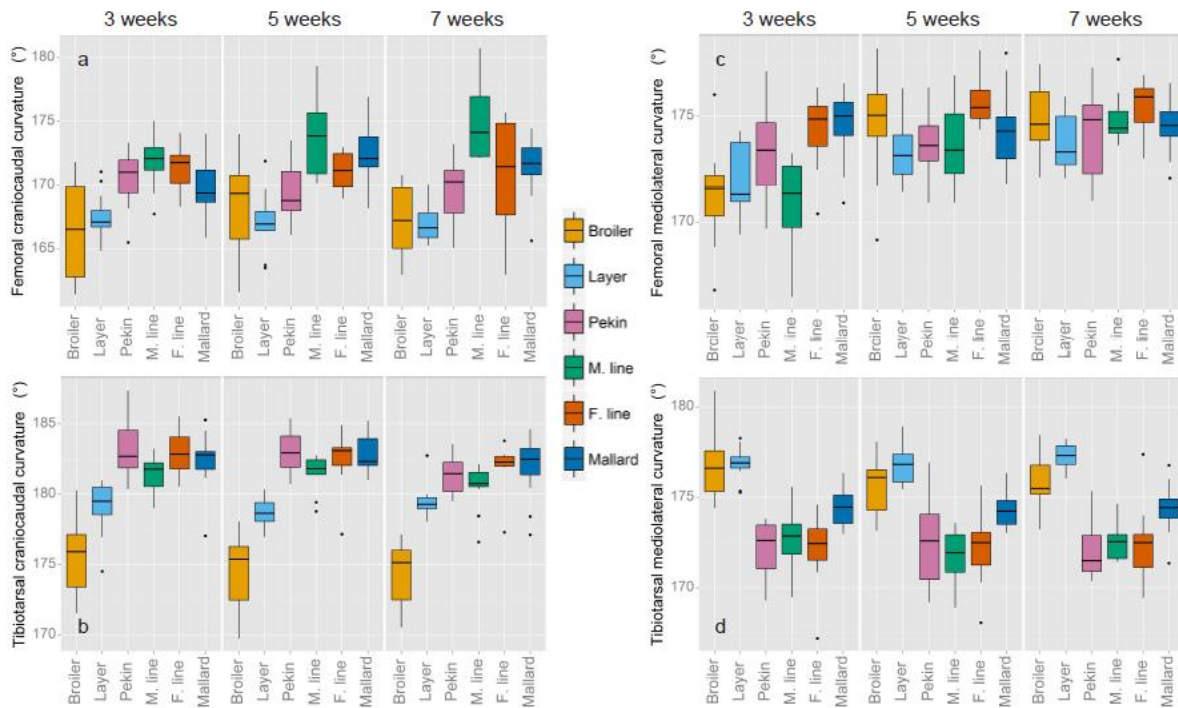 3 weeks 5 weeks 7 weeks
a
Femoral craniocaudal curvature (°)
180
175
170
165
Broiler Layer Pekin M. line F. line Mallard Broiler Layer Pekin M. line F. line Mallard Broiler Layer Pekin M. line F. line Mallard
b
Tibiotarsal craniocaudal curvature (°)
185
180
175
170
Broiler Layer Pekin M. line F. line Mallard Broiler Layer Pekin M. line F. line Mallard Broiler Layer Pekin M. line F. line Mallard
Broiler
Layer
Pekin
M. line
F. line
Mallard
3 weeks 5 weeks 7 weeks
c
Femoral mediolateral curvature (°)
175
170
Broiler Layer Pekin M. line F. line Mallard Broiler Layer Pekin M. line F. line Mallard Broiler Layer Pekin M. line F. line Mallard
d
Tibiotarsal mediolateral curvature (°)
180
175
170
Broiler Layer Pekin M. line F. line Mallard Broiler Layer Pekin M. line F. line Mallard Broiler Layer Pekin M. line F. line Mallard